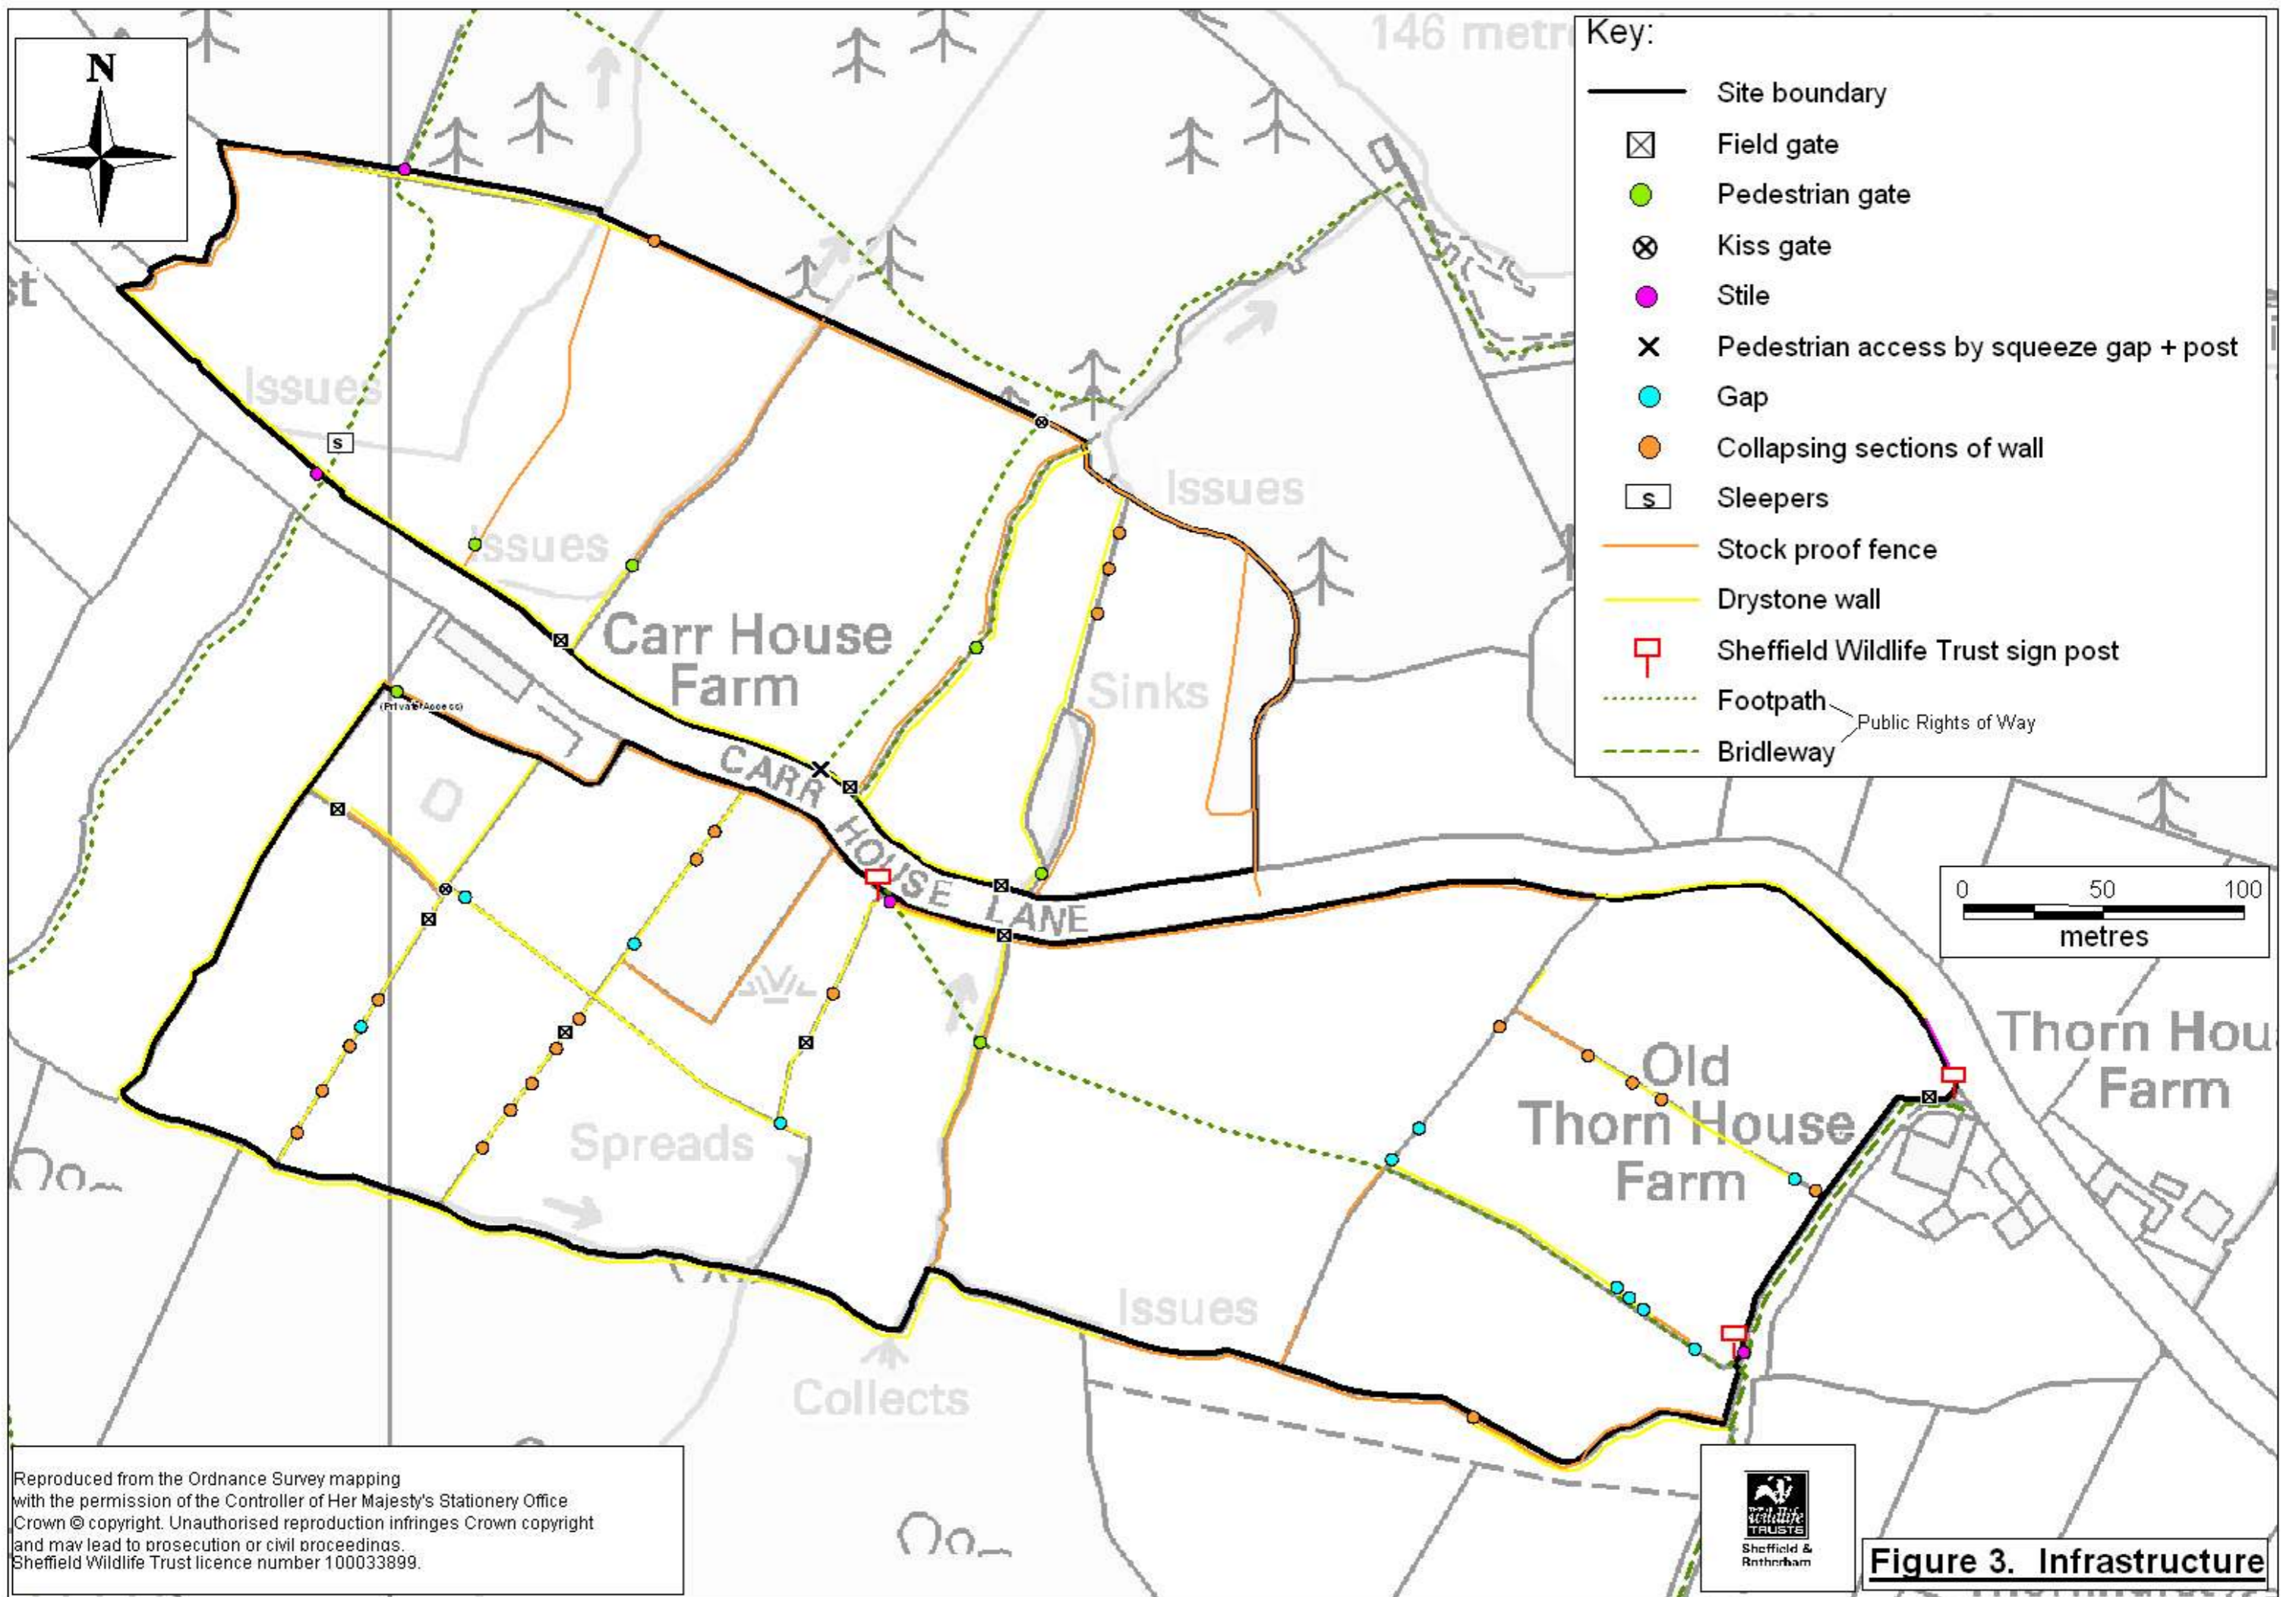 N
146 metr
Key:
Site boundary
Field gate
Pedestrian gate
Kiss gate
Stile
Pedestrian access by squeeze gap + post
Gap
Collapsing sections of wall
s Sleepers
Stock proof fence
Drystone wall
Sheffield Wildlife Trust sign post
Footpath
Public Rights of Way
Bridleway
st
Issues
s
Issues
Issues
Carr House
Farm
Sinks
(Private Access)
CARR HOUSE LANE
0 50 100
metres
Old
Thorn House
Farm
Thorn Hou
Farm
Spreads
Issues
Collects
Reproduced from the Ordnance Survey mapping
with the permission of the Controller of Her Majesty's Stationery Office
Crown © copyright. Unauthorised reproduction infringes Crown copyright
and may lead to prosecution or civil proceedings.
Sheffield Wildlife Trust licence number 100033899.
wildlife
TRUSTS
Sheffield &
Rotherham
Figure 3. Infrastructure